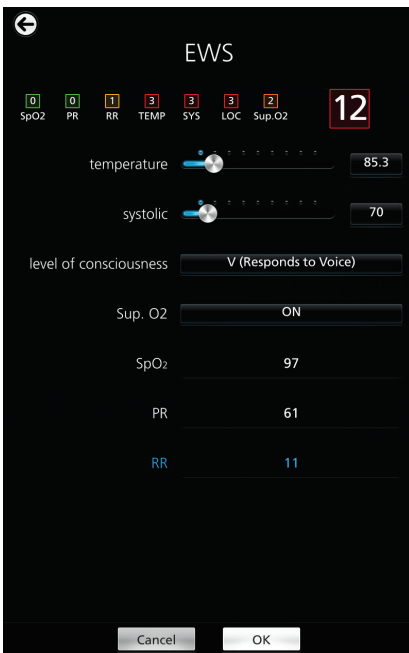 EWS
0 0 1 3 3 3 2 12
SpO2 PR RR TEMP SYS LOC Sup.O2
temperature 85.3
systolic 70
level of consciousness V (Responds to Voice)
Sup. O2 ON
SpO2 97
PR 61
RR 11
Cancel OK